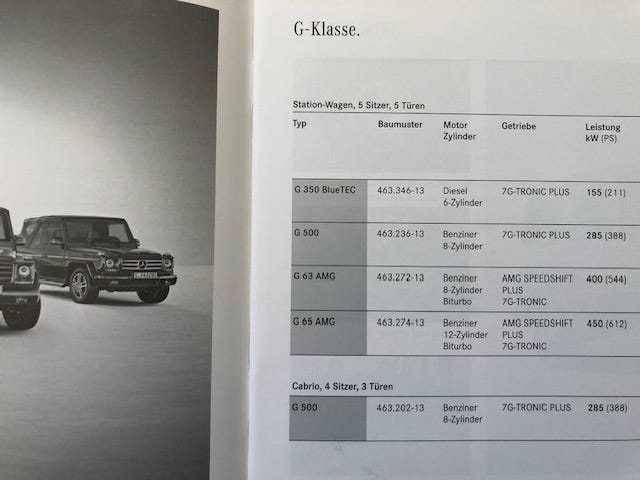 G-Klasse.
Station-Wagen, 5 Sitzer, 5 Türen
Typ Baumuster Motor Getriebe Leistung
Zylinder kW (PS)
G 350 BlueTEC 463.346-13 Diesel 7G-TRONIC PLUS 155 (211)
6-Zylinder
G 500 463.236-13 Benziner 7G-TRONIC PLUS 285 (388)
8-Zylinder
G 63 AMG 463.272-13 Benziner AMG SPEEDSHIFT 400 (544)
8-Zylinder PLUS
Biturbo 7G-TRONIC
G 65 AMG 463.274-13 Benziner AMG SPEEDSHIFT 450 (612)
12-Zylinder PLUS
Biturbo 7G-TRONIC
Cabrio, 4 Sitzer, 3 Türen
G 500 463.202-13 Benziner 7G-TRONIC PLUS 285 (388)
8-Zylinder